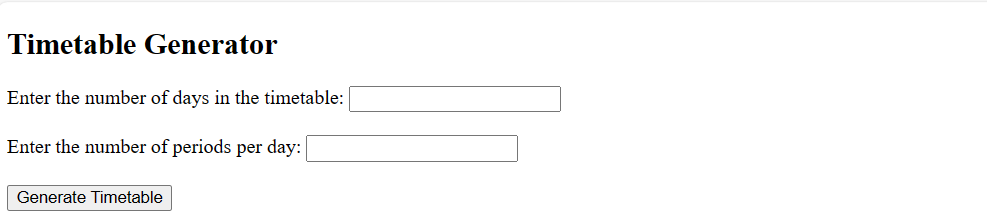 Timetable Generator
Enter the number of days in the timetable:
Enter the number of periods per day:
Generate Timetable